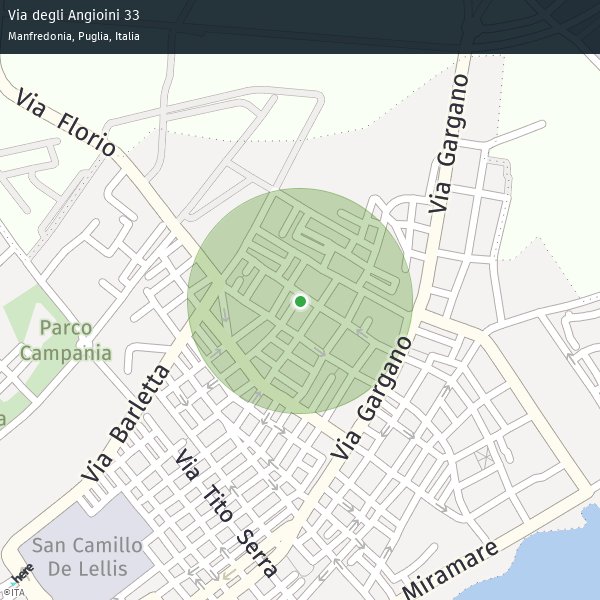 Via degli Angioini 33
Manfredonia, Puglia, Italia
Via Florio
Via Gargano
Parco
Campania
a
Via Gargano
Via Barletta
Via Tito Serra
San Camillo
De Lellis
Miramare
here
©ITA